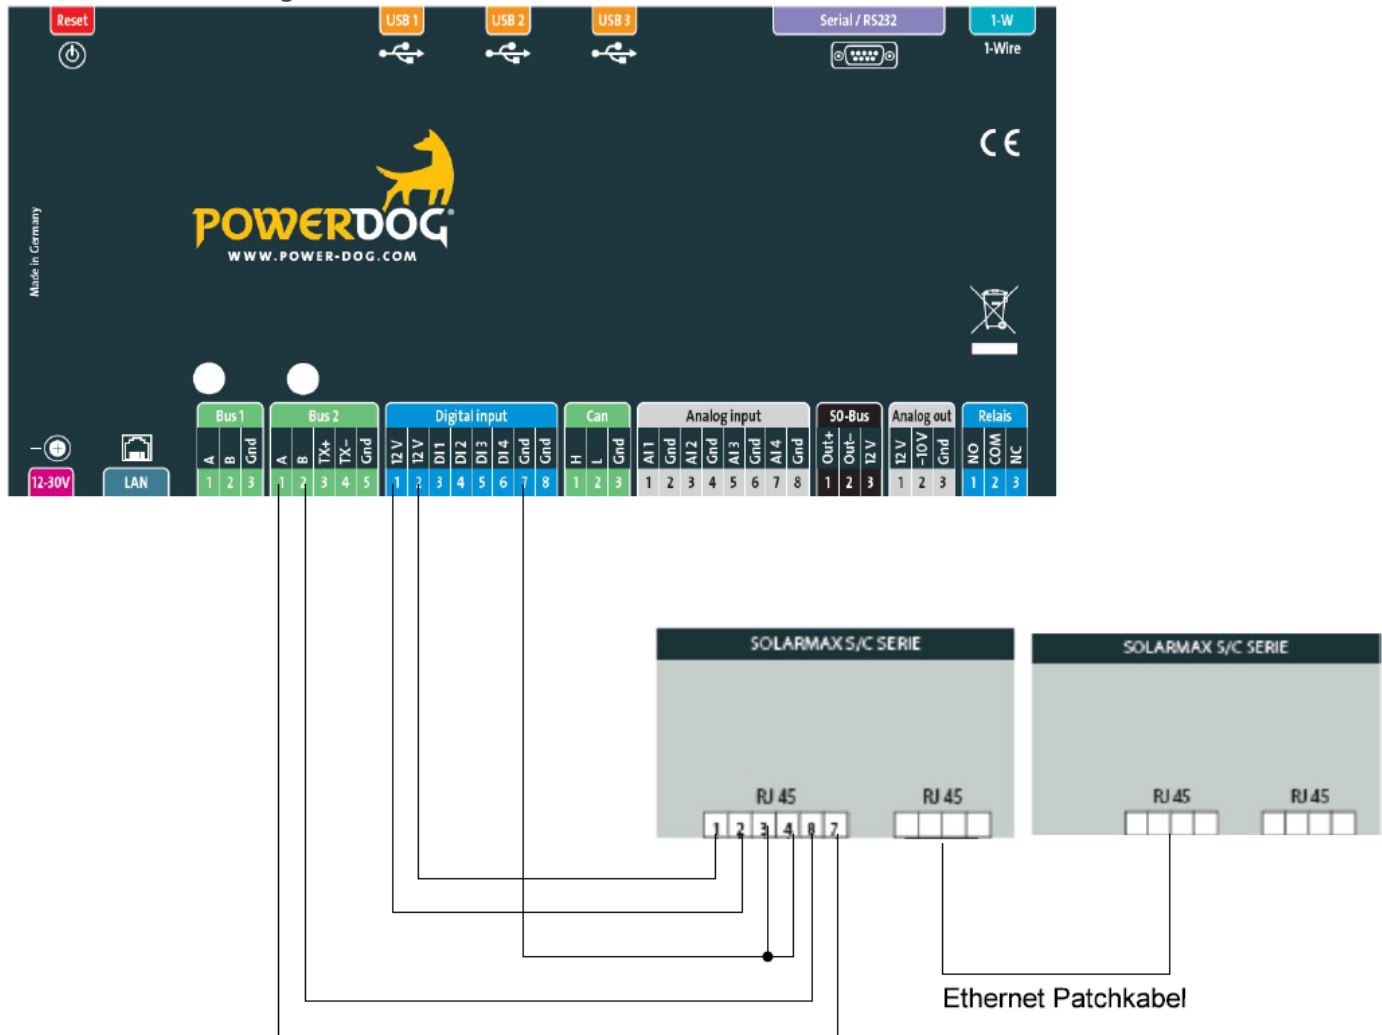 Reset
USB 1 USB 2 USB 3 Serial / RS232 1-W
1-Wire
CE
Made in Germany
POWERDOG®
WWW.POWER-DOG.COM
Bus 1 Bus 2 Digital input Can Analog input S0-Bus Analog out Relais
A B Gnd A B TX+ TX– Gnd 12 V 12 V DI 1 DI 2 DI 3 DI 4 Gnd Gnd H L Gnd AI 1 Gnd AI 2 Gnd AI 3 Gnd AI 4 Gnd Out+ Out– 12 V 12 V –10V Gnd NO COM NC
12-30V LAN 1 2 3 1 2 3 4 5 1 2 3 4 5 6 7 8 1 2 3 1 2 3 4 5 6 7 8 1 2 3 1 2 3 1 2 3
SOLARMAX S/C SERIE SOLARMAX S/C SERIE
RJ 45 RJ 45 RJ 45 RJ 45
1 2 3 4 8 7
Ethernet Patchkabel